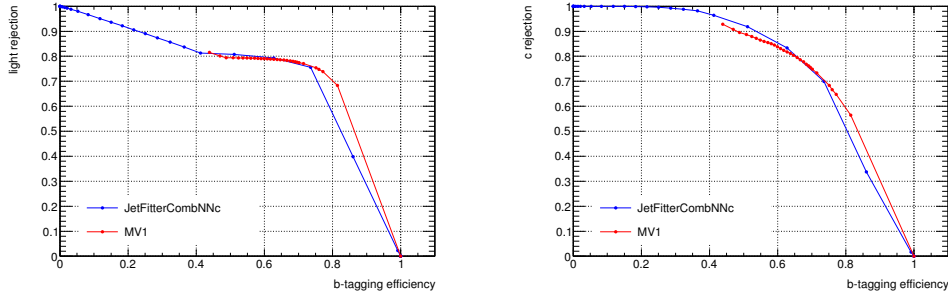 light rejection
1
0.9
0.8
0.7
0.6
0.5
0.4
0.3
0.2
0.1
0
JetFitterCombNNc
MV1
0 0.2 0.4 0.6 0.8 1
b-tagging efficiency
c rejection
1
0.9
0.8
0.7
0.6
0.5
0.4
0.3
0.2
0.1
0
JetFitterCombNNc
MV1
0 0.2 0.4 0.6 0.8 1
b-tagging efficiency